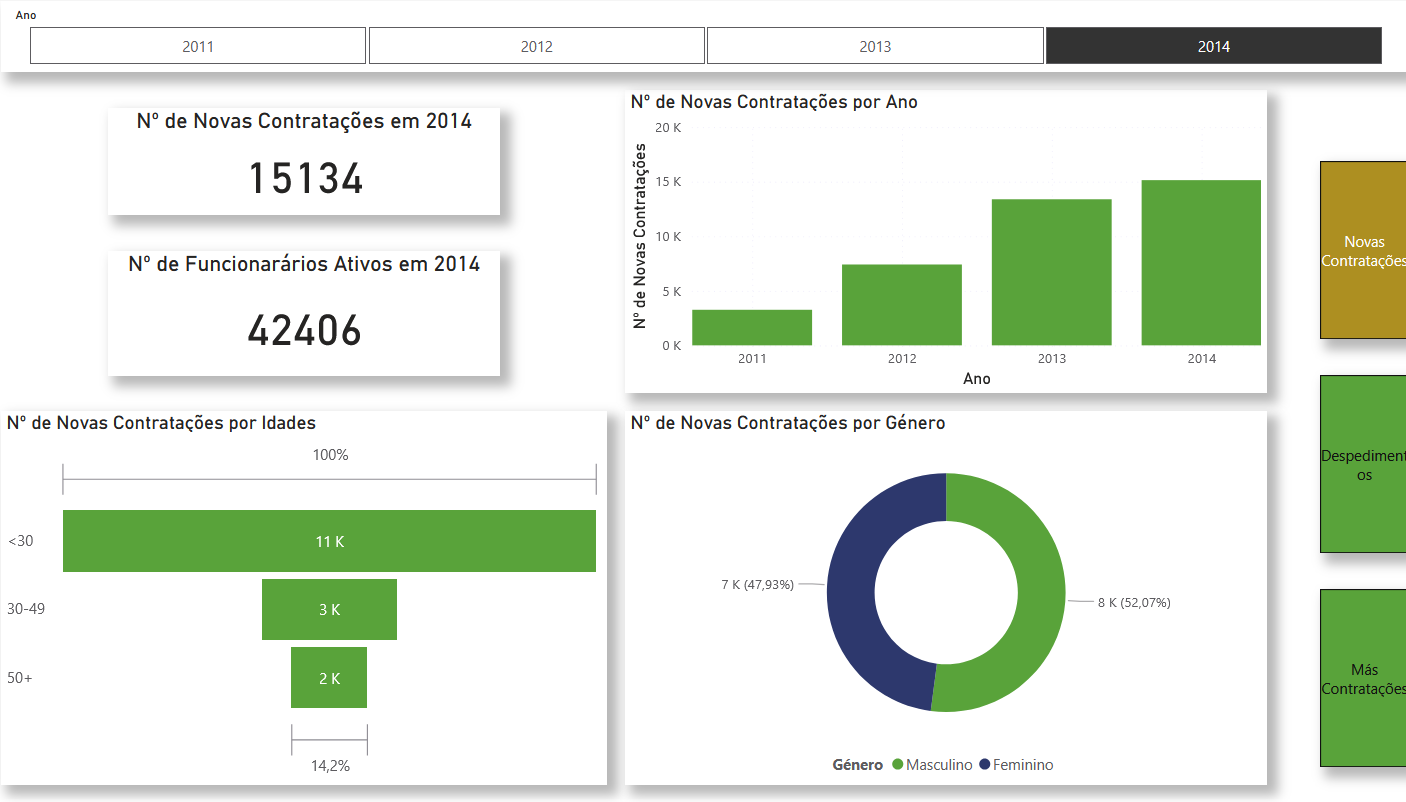 Ano
2011
2012
2013
2014
Nº de Novas Contratações em 2014
15134
Nº de Funcionarários Ativos em 2014
42406
Nº de Novas Contratações por Ano
Nº de Novas Contratações
20 K
15 K
10 K
5 K
0 K
2011
2012
2013
2014
Ano
Novas
Contratações
Despediment
os
Más
Contratações
Nº de Novas Contratações por Idades
100%
<30
11 K
30-49
3 K
50+
2 K
14,2%
Nº de Novas Contratações por Género
7 K (47,93%)
8 K (52,07%)
Género
Masculino
Feminino